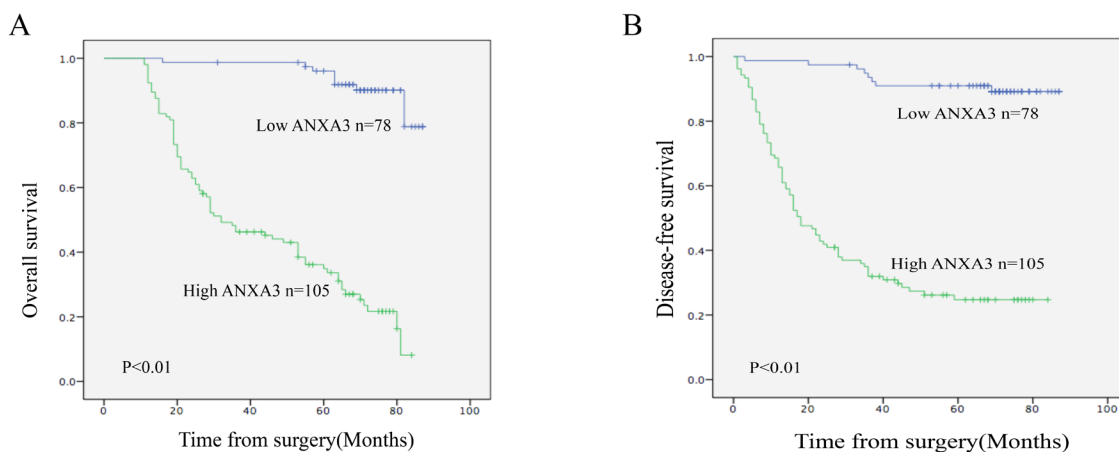 A
Overall survival
1.0
0.8
0.6
0.4
0.2
0.0
Low ANXA3 n=78
High ANXA3 n=105
P<0.01
0 20 40 60 80 100
Time from surgery(Months)
B
Disease-free survival
1.0
0.8
0.6
0.4
0.2
0.0
Low ANXA3 n=78
High ANXA3 n=105
P<0.01
0 20 40 60 80 100
Time from surgery(Months)